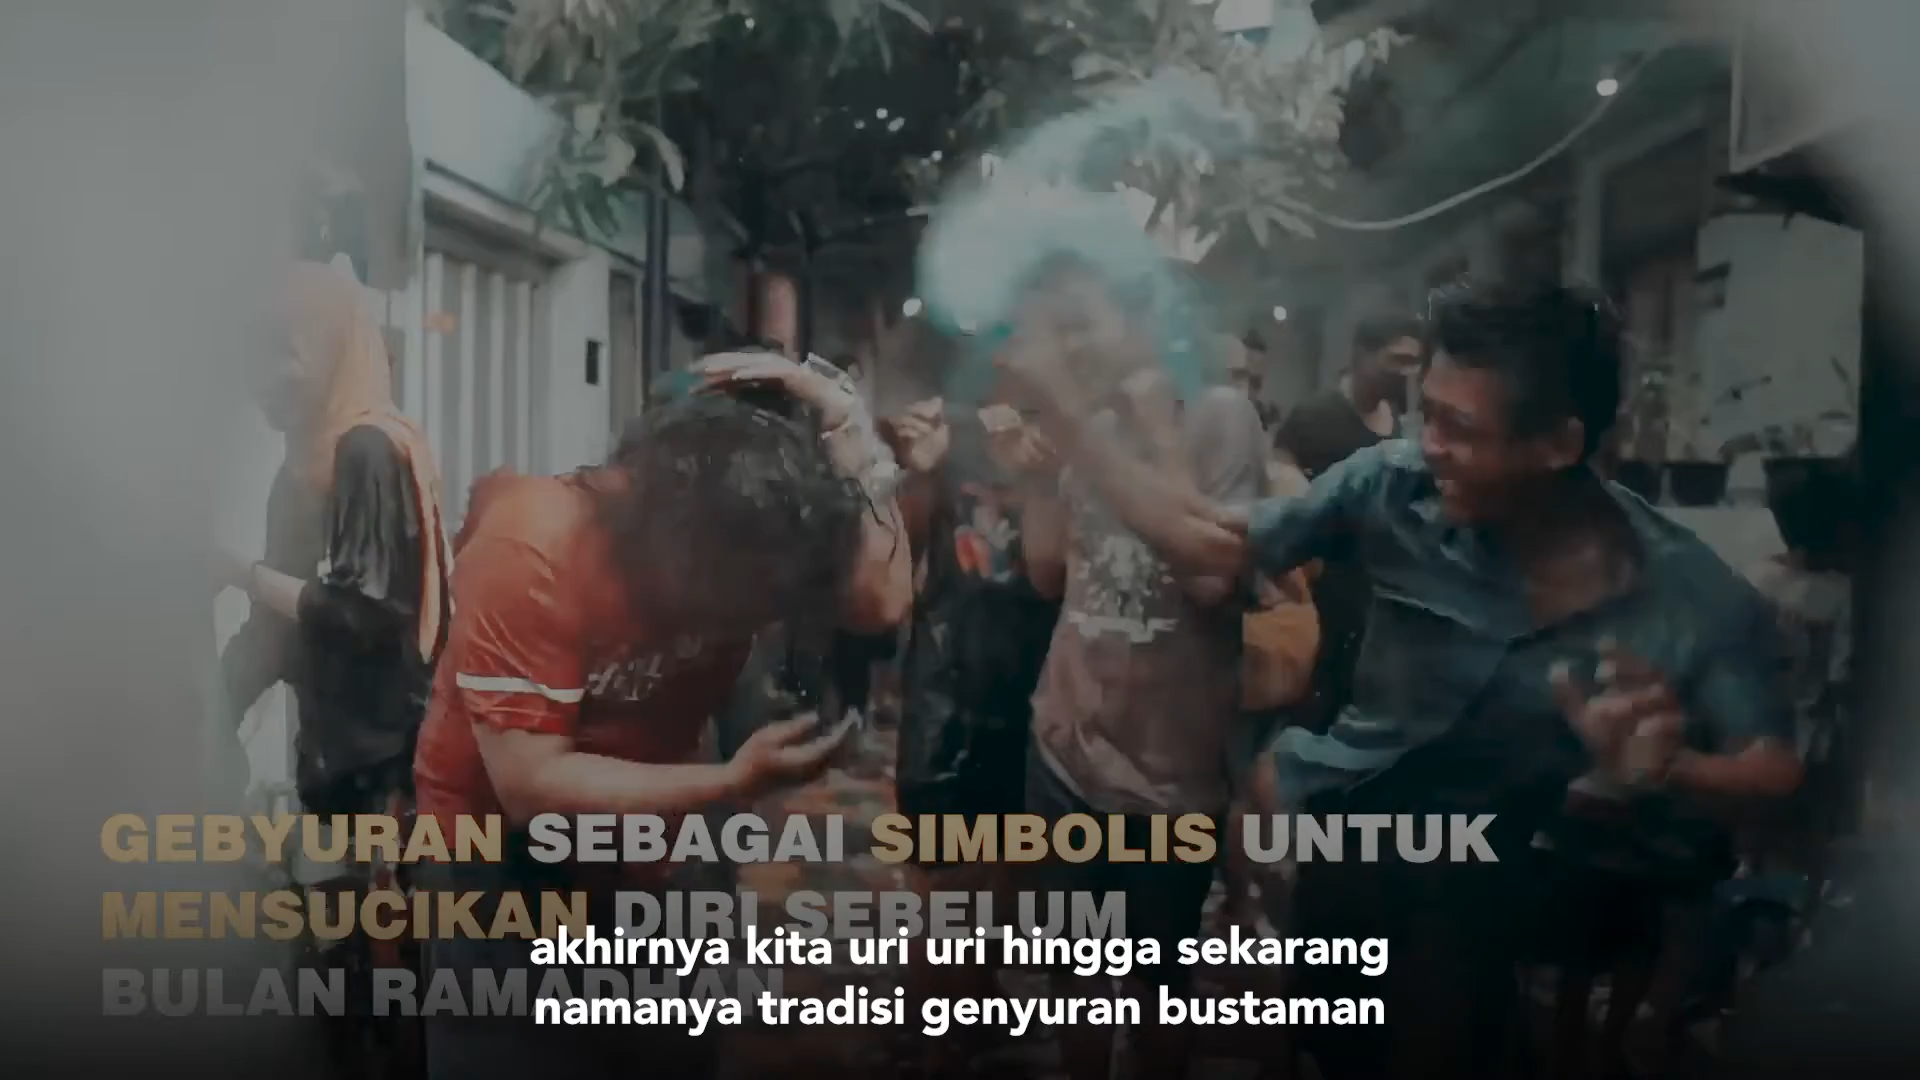 GEBYURAN SEBAGAI SIMBOLIS UNTUK
MENSUCIKAN DIRI SEBELUM
BULAN RAMADHAN
akhirnya kita uri uri hingga sekarang
namanya tradisi genyuran bustaman